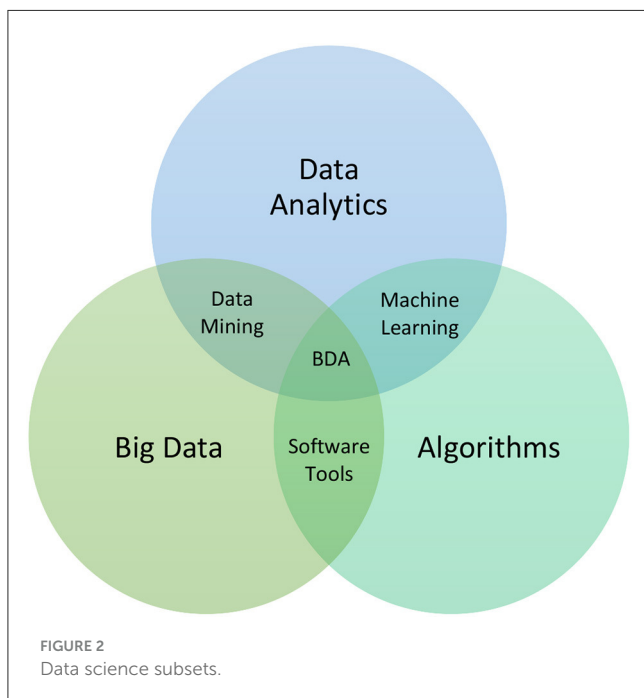 Data
Analytics
Data
Mining
Machine
Learning
BDA
Big Data
Software
Tools
Algorithms
FIGURE 2
Data science subsets.